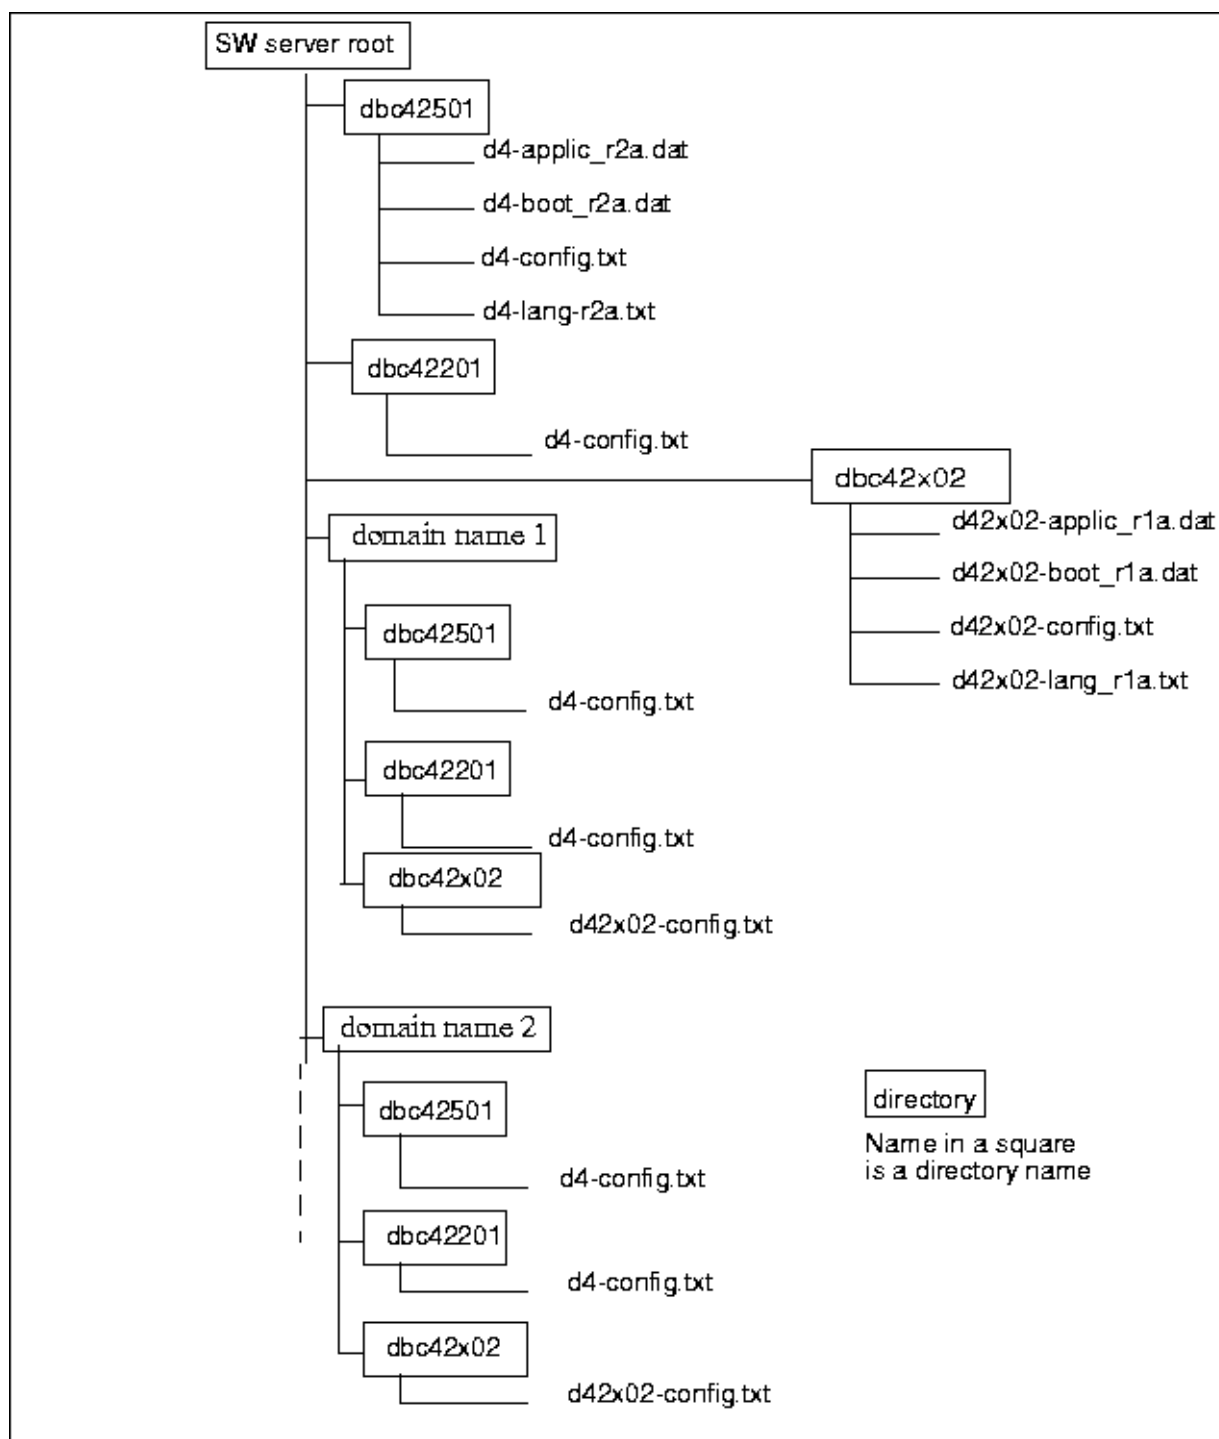 SW server root
dbc42501
d4-applic_r2a.dat
d4-boot_r2a.dat
d4-config.txt
d4-lang-r2a.txt
dbc42201
d4-config.txt
dbc42x02
d42x02-applic_r1a.dat
d42x02-boot_r1a.dat
d42x02-config.txt
d42x02-lang_r1a.txt
domain name 1
dbc42501
d4-config.txt
dbc42201
d4-config.txt
dbc42x02
d42x02-config.txt
domain name 2
dbc42501
d4-config.txt
dbc42201
d4-config.txt
dbc42x02
d42x02-config.txt
directory
Name in a square
is a directory name